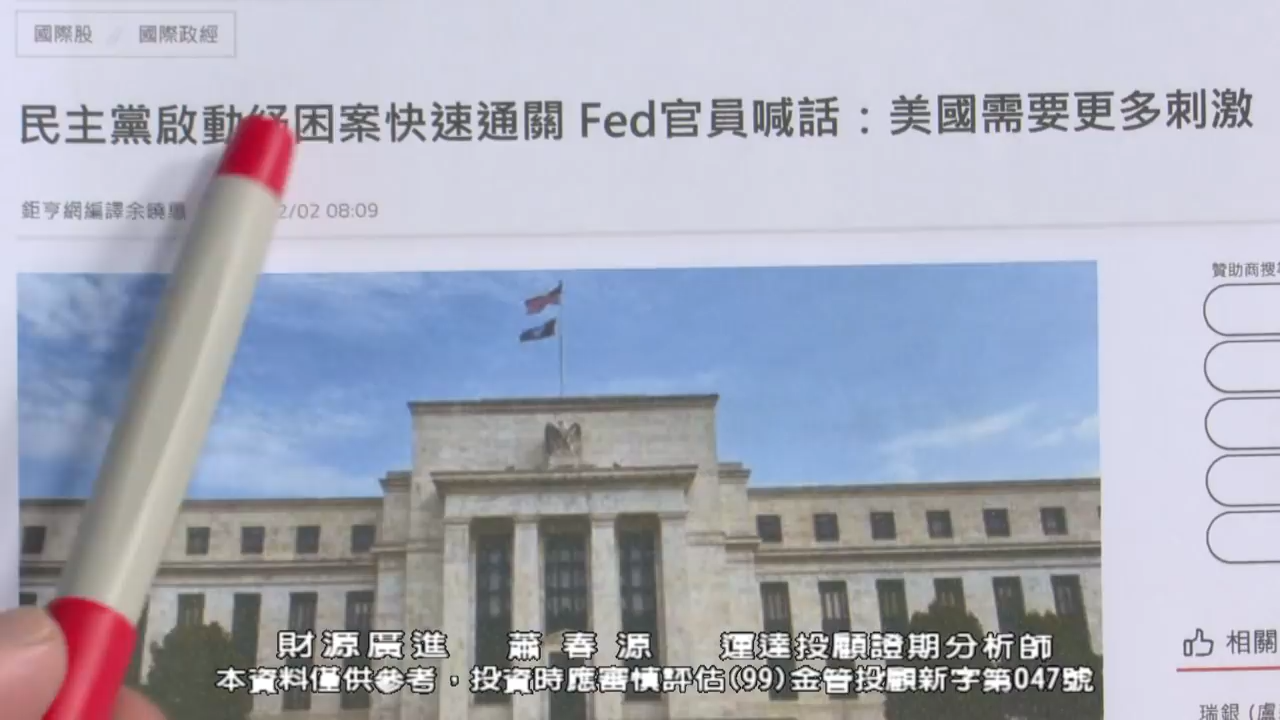 國際股 // 國際政經
民主黨啟動紓困案快速通關 Fed官員喊話：美國需要更多刺激
鉅亨網編譯余曉惠 2/02 08:09
贊助商搜
相關
瑞銀 (盧
財源廣進 蕭春源 運達投顧證期分析師
本資料僅供參考，投資時應審慎評估(99)金管投顧新字第047號